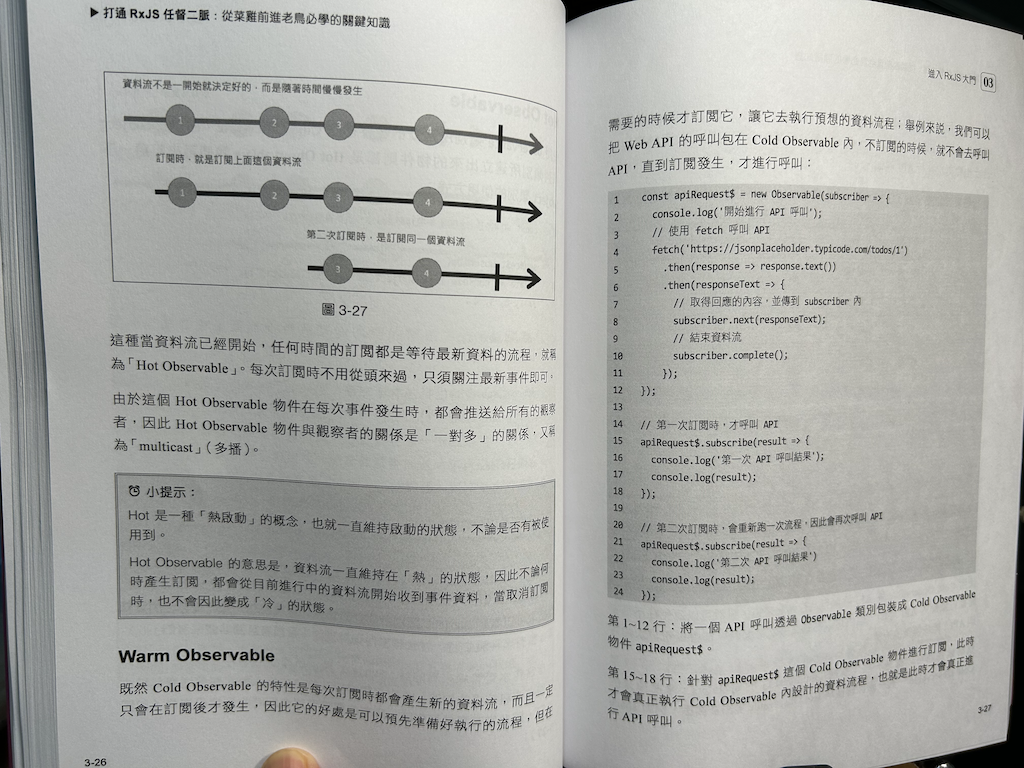 ▶ 打通 RxJS 任督二脈：從菜雞前進老鳥必學的關鍵知識
資料流不是一開始就決定好的，而是隨著時間慢慢發生
1 2 3 4
訂閱時，就是訂閱上面這個資料流
1 2 3 4
第二次訂閱時，是訂閱同一個資料流
3 4
圖 3-27
這種當資料流已經開始，任何時間的訂閱都是等待最新資料的流程，就稱
為「Hot Observable」。每次訂閱時不用從頭來過，只須關注最新事件即可。
由於這個 Hot Observable 物件在每次事件發生時，都會推送給所有的觀察
者，因此 Hot Observable 物件與觀察者的關係是「一對多」的關係，又稱
為「multicast」（多播）。
小提示：
Hot 是一種「熱啟動」的概念，也就一直維持啟動的狀態，不論是否有被使
用到。
Hot Observable 的意思是，資料流一直維持在「熱」的狀態，因此不論何
時產生訂閱，都會從目前進行中的資料流開始收到事件資料，當取消訂閱
時，也不會因此變成「冷」的狀態。
Warm Observable
既然 Cold Observable 的特性是每次訂閱時都會產生新的資料流，而且一定
只會在訂閱後才發生，因此它的好處是可以預先準備好執行的流程，但在
3-26
進入 RxJS 大門 03
需要的時候才訂閱它，讓它去執行預想的資料流程；舉例來說，我們可以
把 Web API 的呼叫包在 Cold Observable 內，不訂閱的時候，就不會去呼叫
API，直到訂閱發生，才進行呼叫：
1 const apiRequest$ = new Observable(subscriber => {
2 console.log('開始進行 API 呼叫');
3 // 使用 fetch 呼叫 API
4 fetch('https://jsonplaceholder.typicode.com/todos/1')
5 .then(response => response.text())
6 .then(responseText => {
7 // 取得回應的內容，並傳到 subscriber 內
8 subscriber.next(responseText);
9 // 結束資料流
10 subscriber.complete();
11 });
12 });
13
14 // 第一次訂閱時，才呼叫 API
15 apiRequest$.subscribe(result => {
16 console.log('第一次 API 呼叫結果');
17 console.log(result);
18 });
19
20 // 第二次訂閱時，會重新跑一次流程，因此會再次呼叫 API
21 apiRequest$.subscribe(result => {
22 console.log('第二次 API 呼叫結果')
23 console.log(result);
24 });
第 1~12 行：將一個 API 呼叫透過 Observable 類別包裝成 Cold Observable
物件 apiRequest$。
第 15~18 行：針對 apiRequest$ 這個 Cold Observable 物件進行訂閱，此時
才會真正執行 Cold Observable 內設計的資料流程，也就是此時才會真正進
行 API 呼叫。
3-27